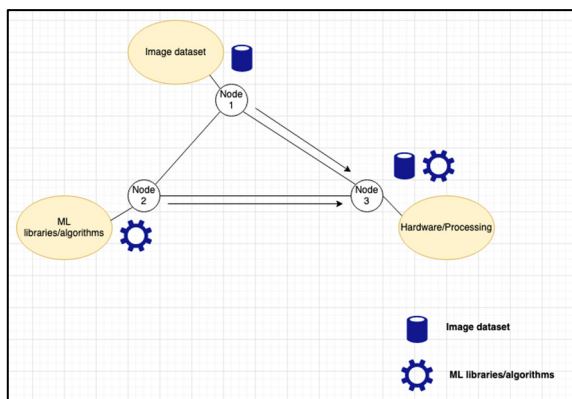 Image dataset
Node
1
Node
2
Node
3
ML
libraries/algorithms
Hardware/Processing
Image dataset
ML libraries/algorithms